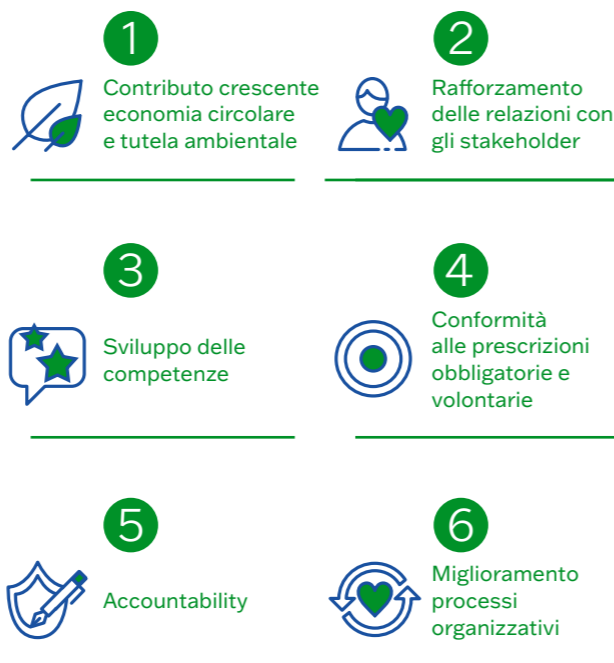 1
Contributo crescente
economia circolare
e tutela ambientale
2
Rafforzamento
delle relazioni con
gli stakeholder
3
Sviluppo delle
competenze
4
Conformità
alle prescrizioni
obbligatorie e
volontarie
5
Accountability
6
Miglioramento
processi
organizzativi